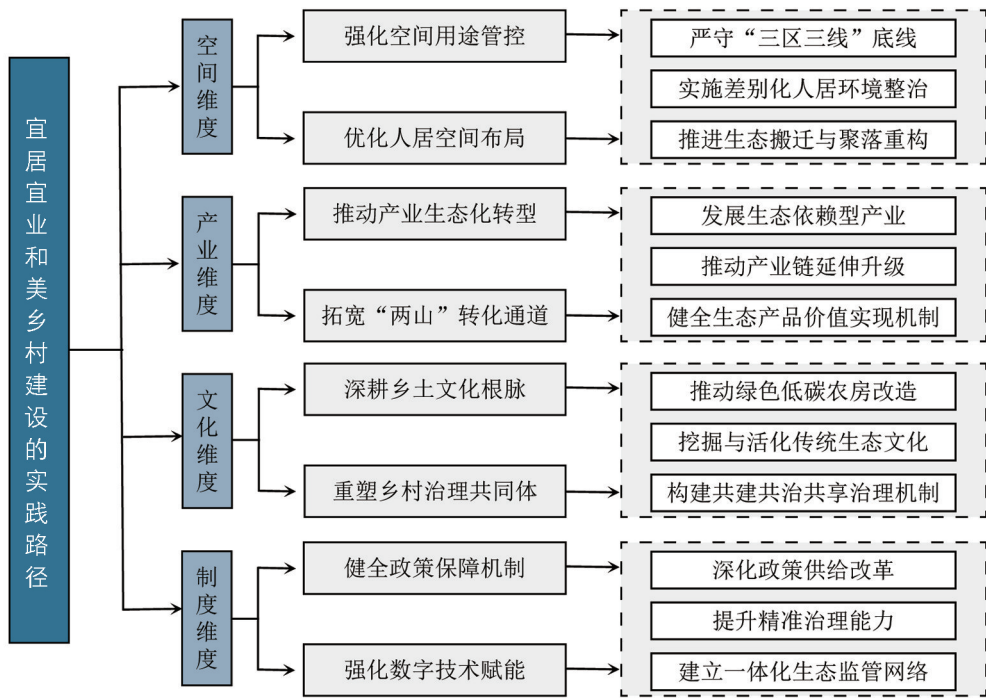 宜居宜业和美乡村建设的实践路径
空间维度
强化空间用途管控
优化人居空间布局
严守“三区三线”底线
实施差别化人居环境整治
推进生态搬迁与聚落重构
产业维度
推动产业生态化转型
拓宽“两山”转化通道
发展生态依赖型产业
推动产业链延伸升级
健全生态产品价值实现机制
文化维度
深耕乡土文化根脉
重塑乡村治理共同体
推动绿色低碳农房改造
挖掘与活化传统生态文化
构建共建共治共享治理机制
制度维度
健全政策保障机制
强化数字技术赋能
深化政策供给改革
提升精准治理能力
建立一体化生态监管网络